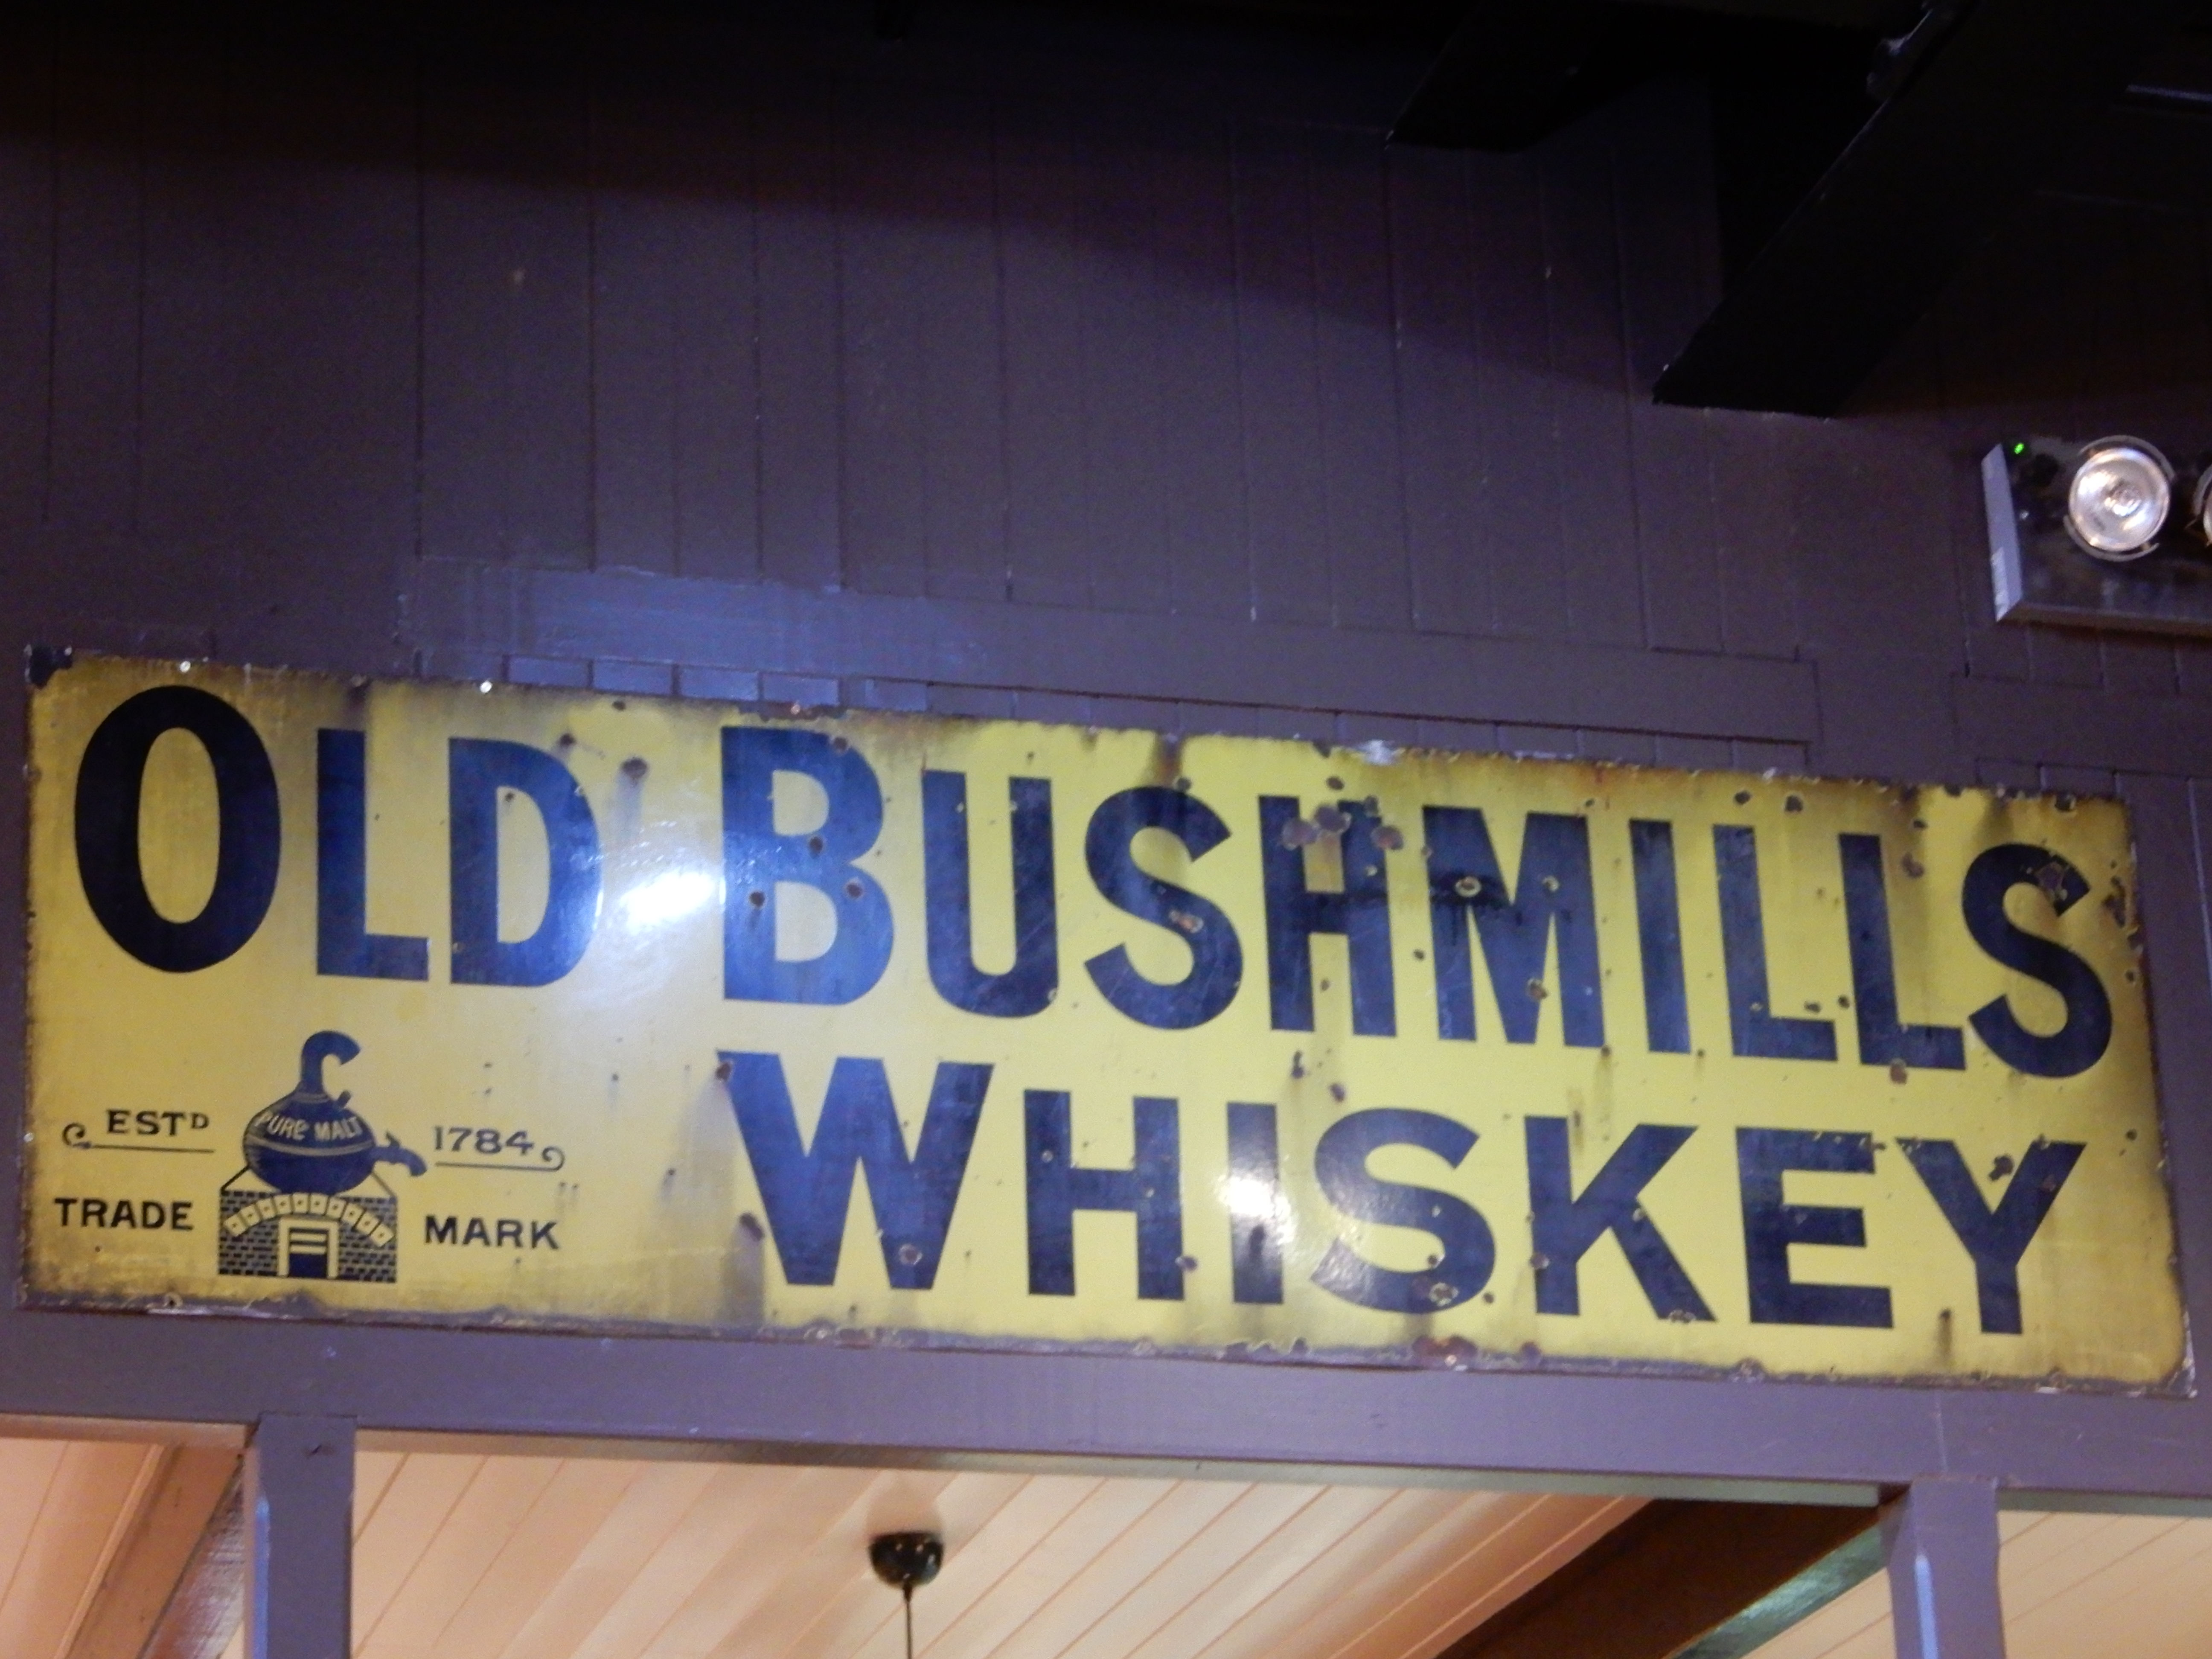 OLD BUSHMILLS
WHISKEY
ESTD 1784
PURE MALT
TRADE MARK